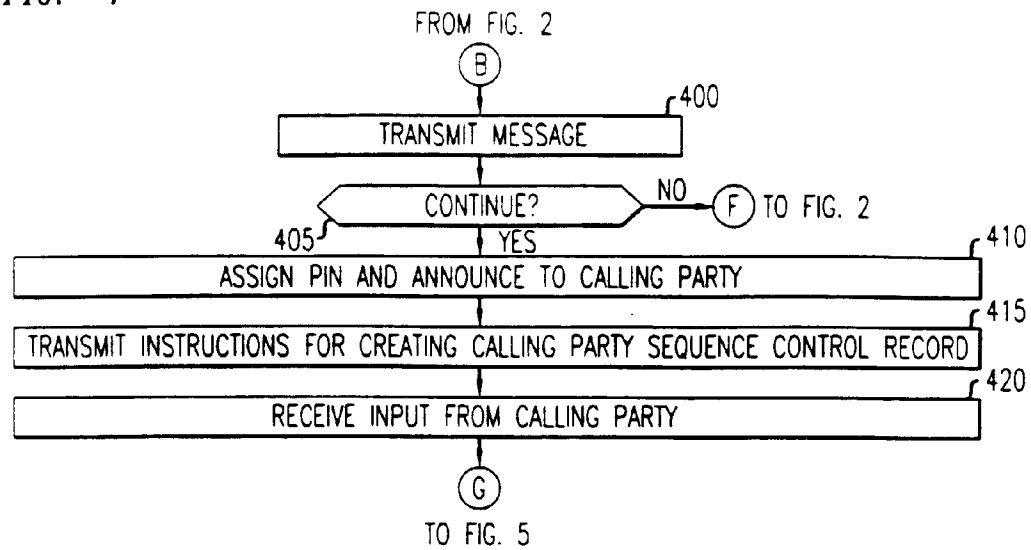 FROM FIG. 2
B
400
TRANSMIT MESSAGE
CONTINUE?
NO
F TO FIG. 2
405
YES
410
ASSIGN PIN AND ANNOUNCE TO CALLING PARTY
415
TRANSMIT INSTRUCTIONS FOR CREATING CALLING PARTY SEQUENCE CONTROL RECORD
420
RECEIVE INPUT FROM CALLING PARTY
G
TO FIG. 5